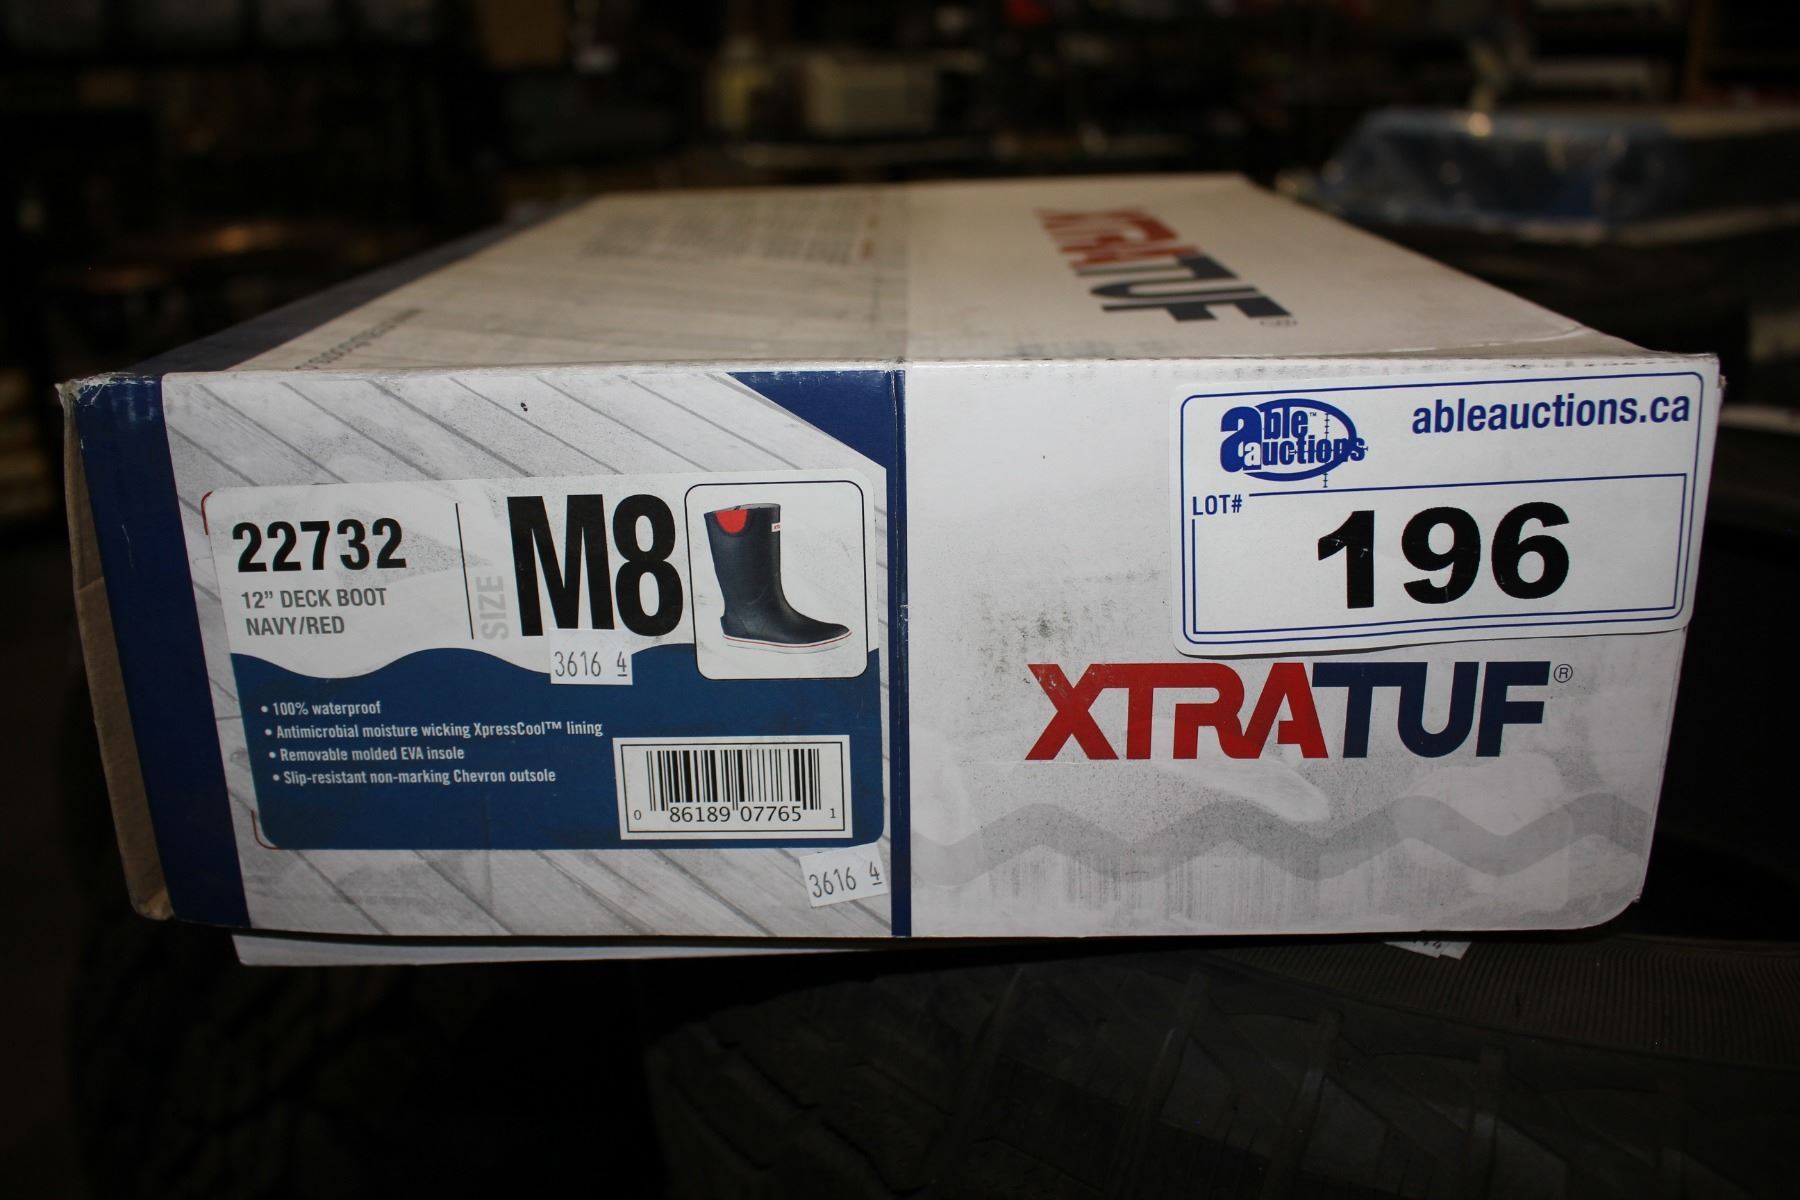 XTRATUF
22732
12” DECK BOOT
NAVY/RED
SIZE
M8
3616 4
• 100% waterproof
• Antimicrobial moisture wicking XpressCool™ lining
• Removable molded EVA insole
• Slip-resistant non-marking Chevron outsole
0 86189 07765 1
3616 4
able™ auctions
ableauctions.ca
LOT#
196
XTRATUF®